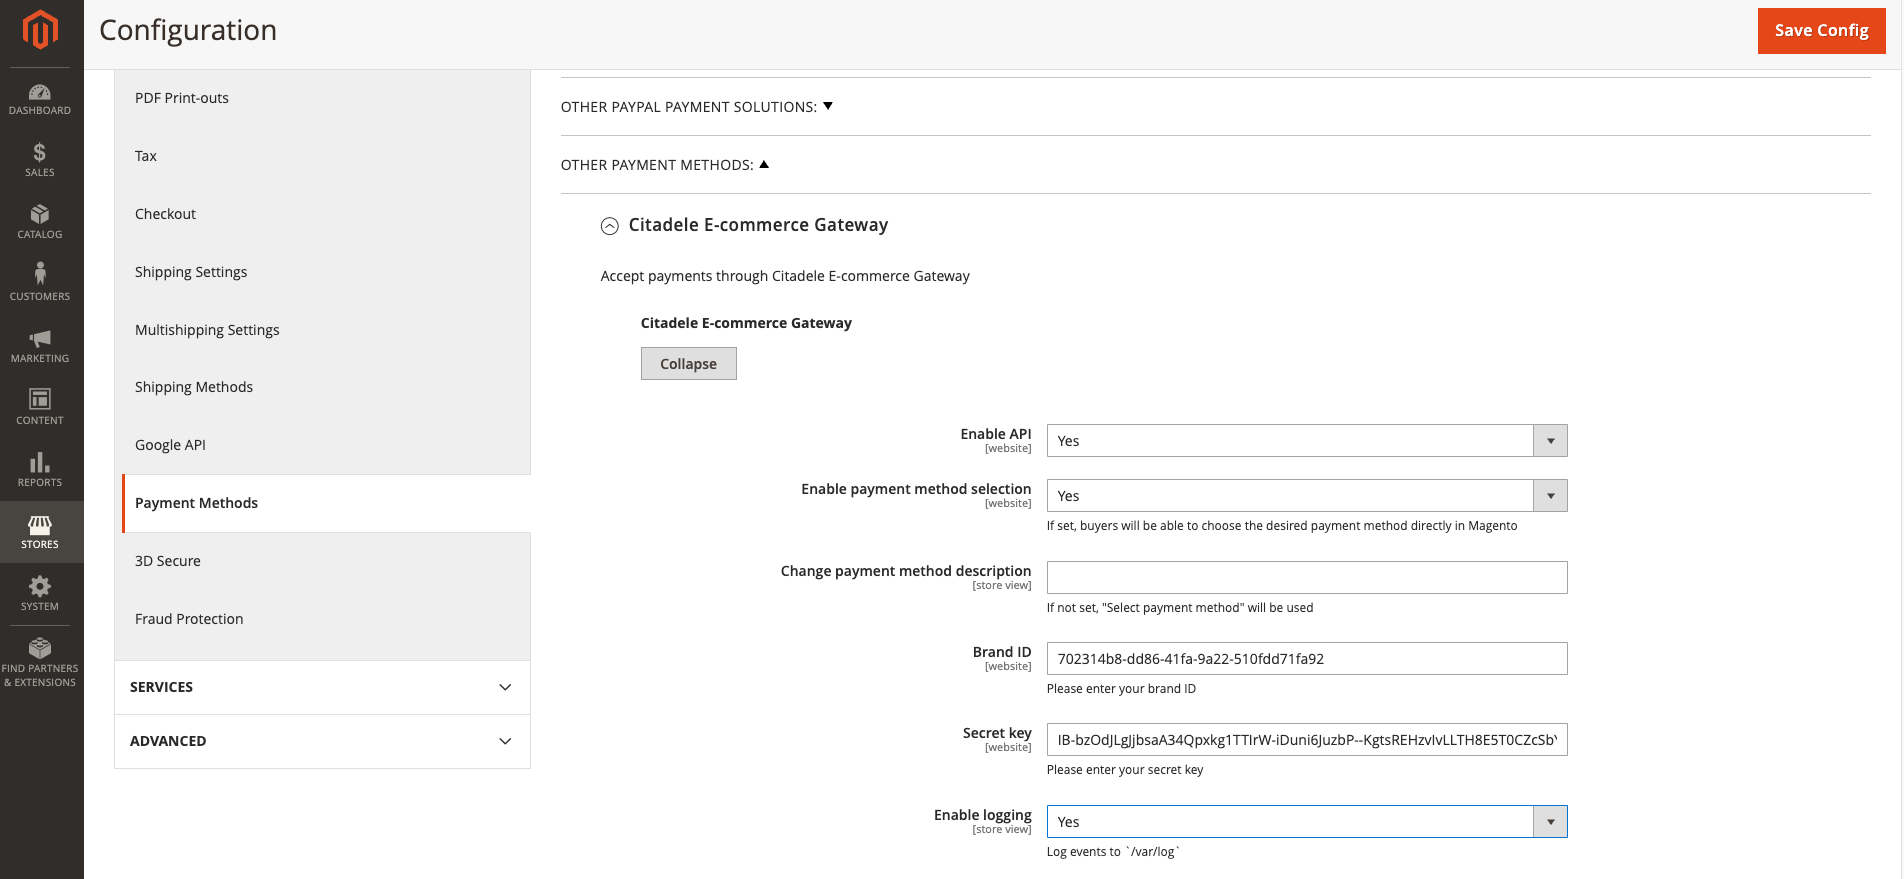 Configuration
Save Config
DASHBOARD
SALES
CATALOG
CUSTOMERS
MARKETING
CONTENT
REPORTS
STORES
SYSTEM
FIND PARTNERS
& EXTENSIONS
PDF Print-outs
Tax
Checkout
Shipping Settings
Multishipping Settings
Shipping Methods
Google API
Payment Methods
3D Secure
Fraud Protection
SERVICES
ADVANCED
OTHER PAYPAL PAYMENT SOLUTIONS:
OTHER PAYMENT METHODS:
Citadele E-commerce Gateway
Accept payments through Citadele E-commerce Gateway
Citadele E-commerce Gateway
Collapse
Enable API
[website]
Yes
Enable payment method selection
[website]
Yes
If set, buyers will be able to choose the desired payment method directly in Magento
Change payment method description
[store view]
If not set, "Select payment method" will be used
Brand ID
[website]
702314b8-dd86-41fa-9a22-510fdd71fa92
Please enter your brand ID
Secret key
[website]
Please enter your secret key
Enable logging
[store view]
Yes
Log events to `/var/log`